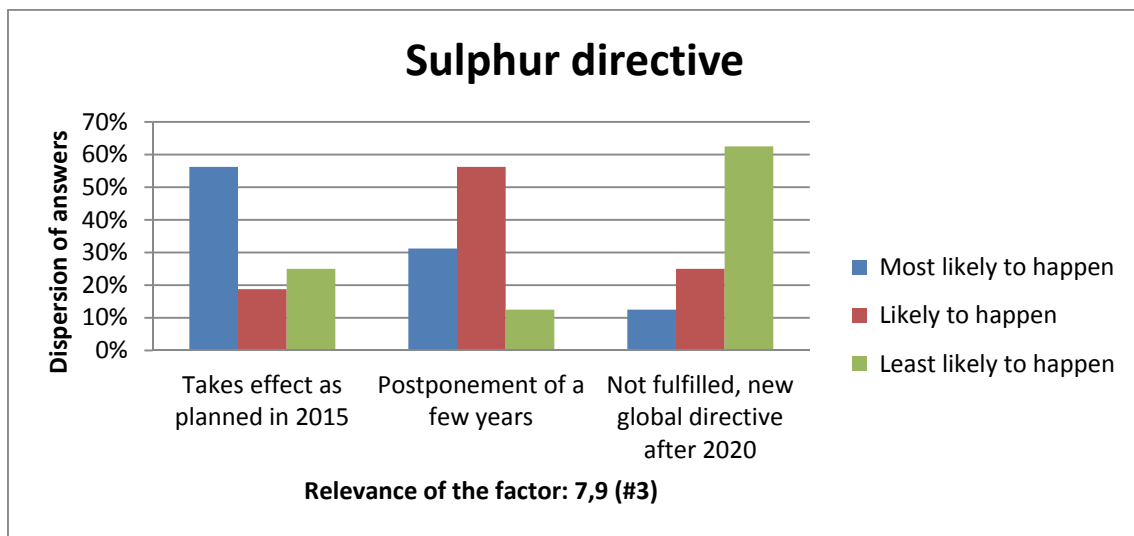 Sulphur directive
Dispersion of answers
70%
60%
50%
40%
30%
20%
10%
0%
Takes effect as
planned in 2015
Postponement of a
few years
Not fulfilled, new
global directive
after 2020
Relevance of the factor: 7,9 (#3)
Most likely to happen
Likely to happen
Least likely to happen